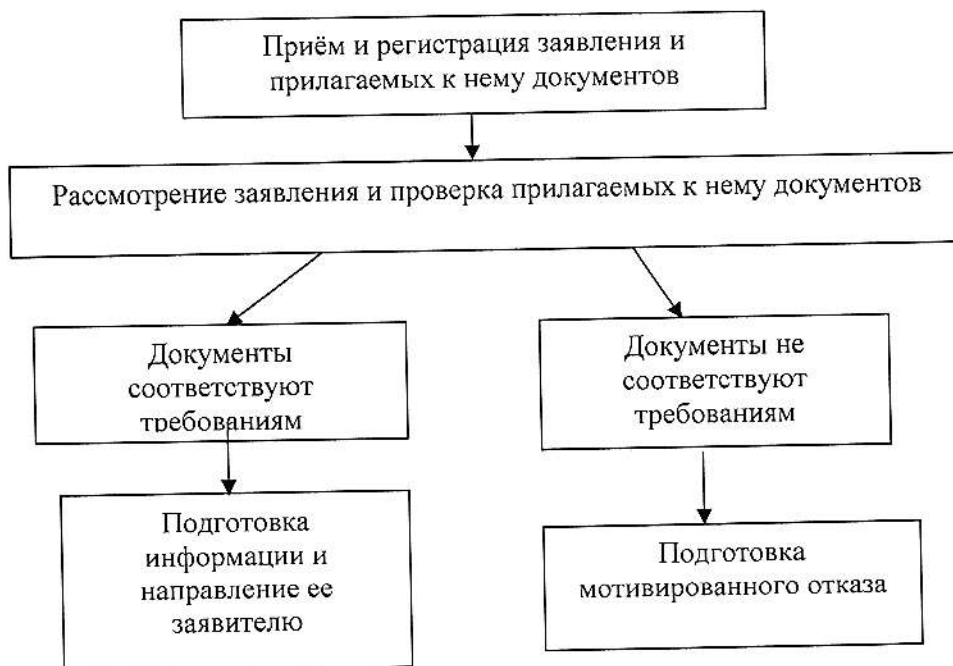 Приём и регистрация заявления и
прилагаемых к нему документов
Рассмотрение заявления и проверка прилагаемых к нему документов
Документы
соответствуют
требованиям
Документы не
соответствуют
требованиям
Подготовка
информации и
направление ее
заявителю
Подготовка
мотивированного отказа